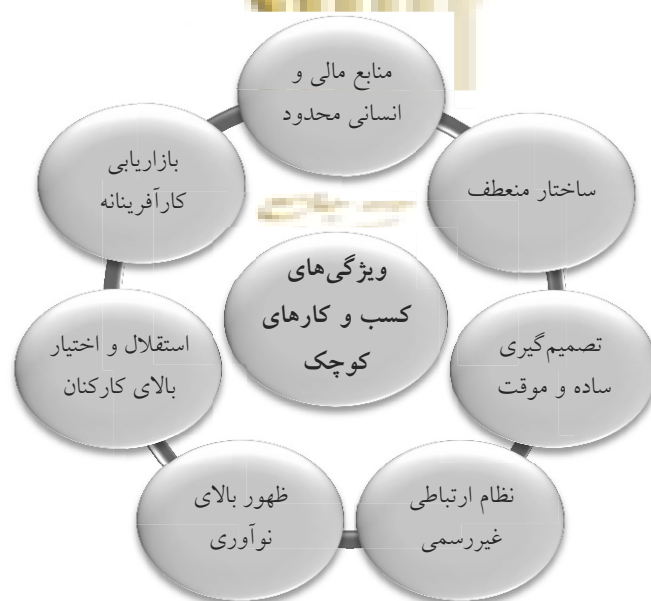 منابع مالی و
انسانی محدود
ساختار منعطف
تصمیم‌گیری
ساده و موقت
نظام ارتباطی
غیررسمی
ظهور بالای
نوآوری
استقلال و اختیار
بالای کارکنان
بازاریابی
کارآفرینانه
ویژگی‌های
کسب و کارهای
کوچک